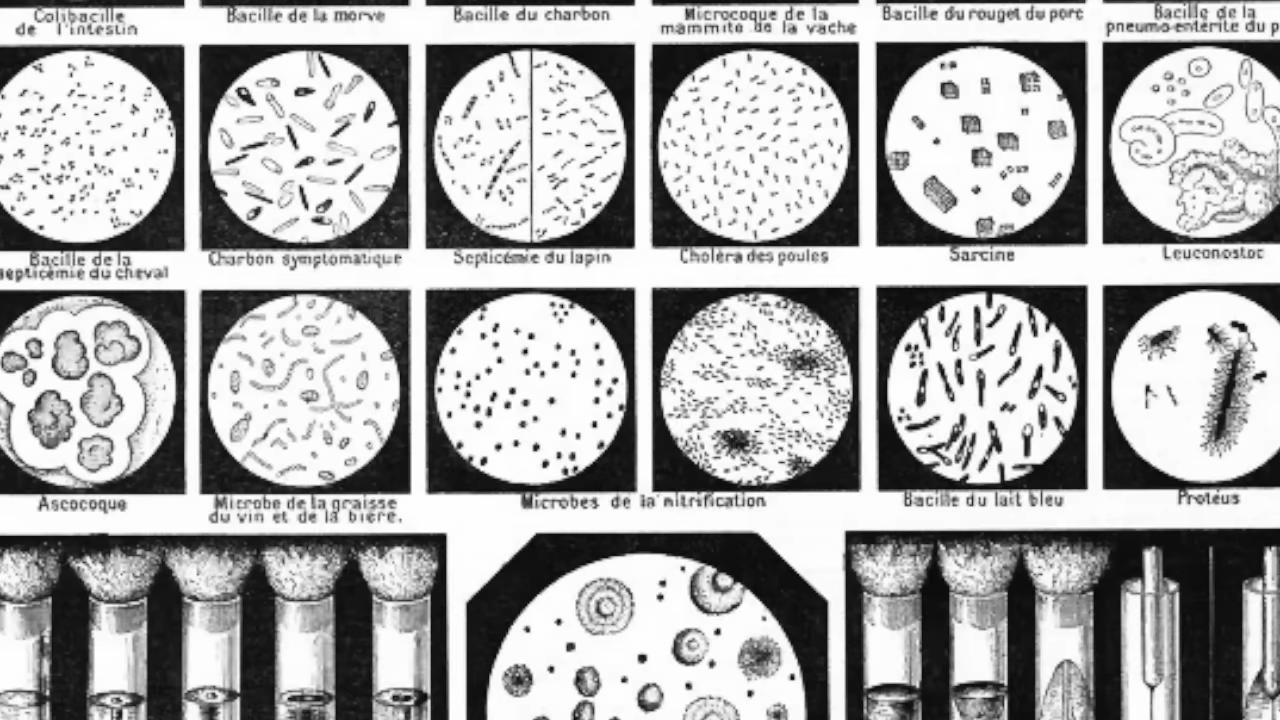 Colibacille
de l'intestin
Bacille de la morve
Bacille du charbon
Microcoque de la
mammite de la vache
Bacille du rouget du porc
Bacille de la
pneumo-entérite du p
Bacille de la
septicémie du cheval
Charbon symptomatique
Septicémie du lapin
Choléra des poules
Sarcine
Leuconostoc
Ascocoque
Microbe de la graisse
du vin et de la bière.
Microbes de la nitrification
Bacille du lait bleu
Protéus